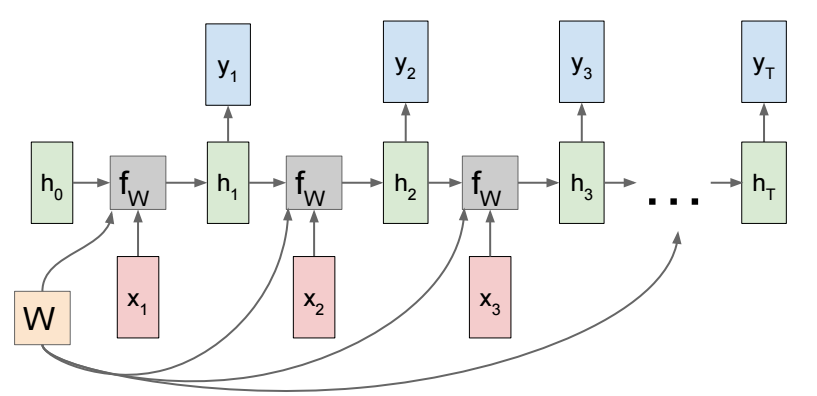 y1 y2 y3 yT
h0 fW h1 fW h2 fW h3 ... hT
x1 x2 x3
W